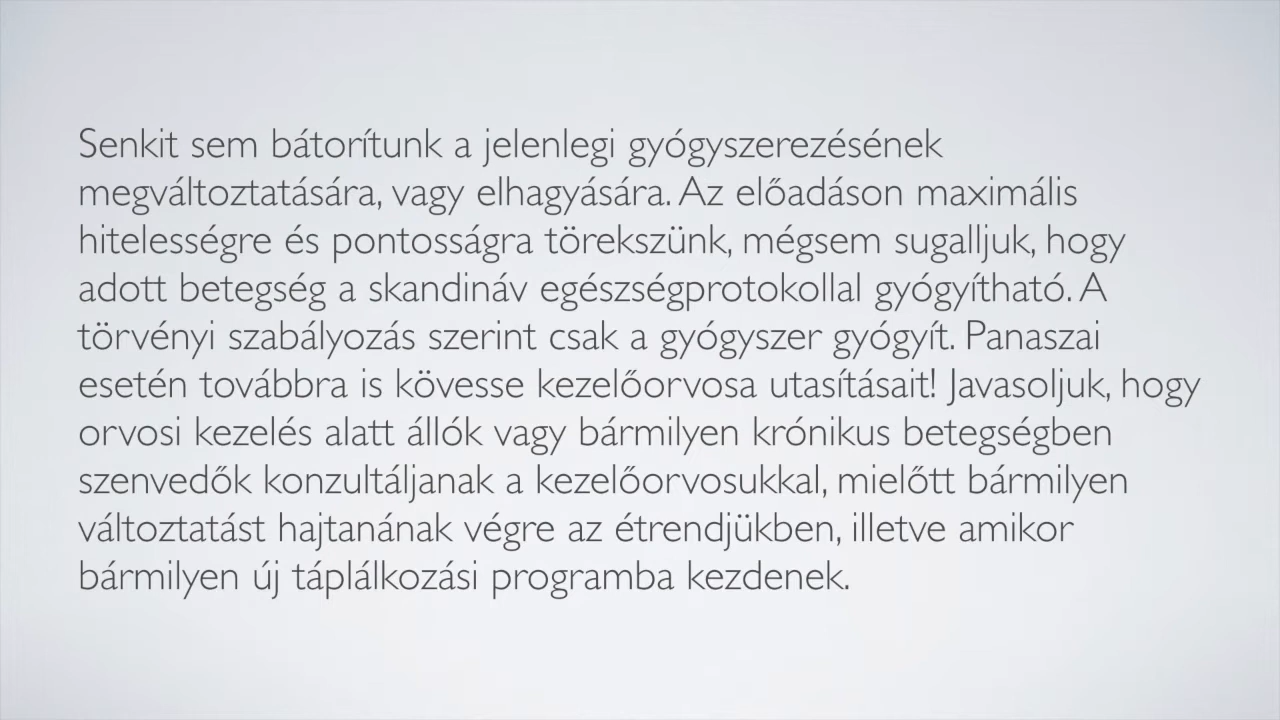 Senkit sem bátorítunk a jelenlegi gyógyszerezésének
megváltoztatására, vagy elhagyására. Az előadáson maximális
hitelességre és pontosságra törekszünk, mégsem sugalljuk, hogy
adott betegség a skandináv egészségprotokollal gyógyítható. A
törvényi szabályozás szerint csak a gyógyszer gyógyít. Panaszai
esetén továbbra is kövesse kezelőorvosa utasításait! Javasoljuk, hogy
orvosi kezelés alatt állók vagy bármilyen krónikus betegségben
szenvedők konzultáljanak a kezelőorvosukkal, mielőtt bármilyen
változtatást hajtanának végre az étrendjükben, illetve amikor
bármilyen új táplálkozási programba kezdenek.